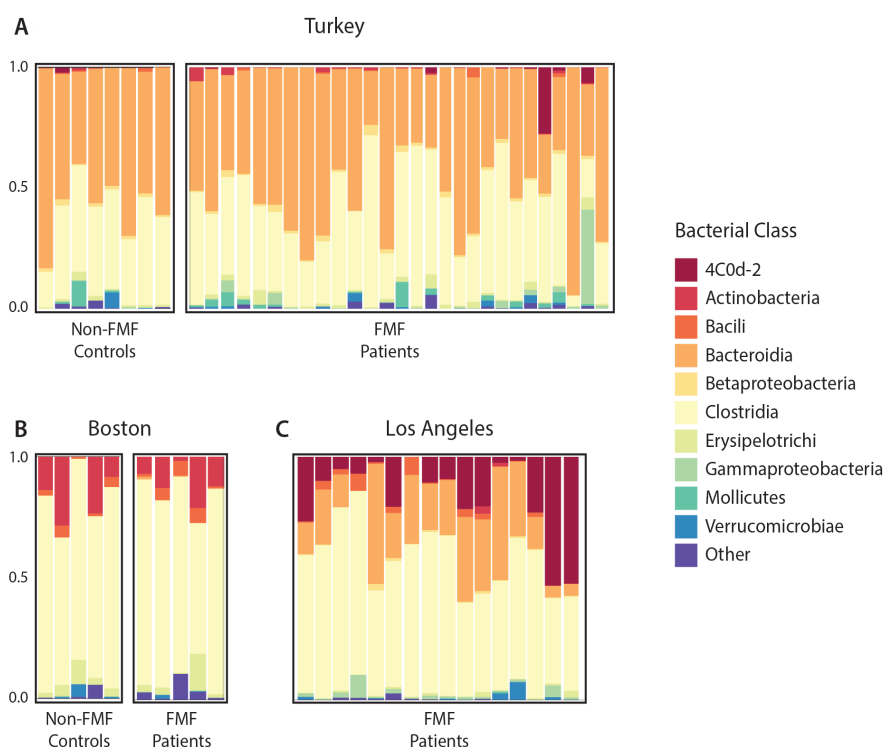 A
Turkey
1.0
0.5
0.0
Non-FMF
Controls
FMF
Patients
Bacterial Class
4C0d-2
Actinobacteria
Bacili
Bacteroidia
Betaproteobacteria
Clostridia
Erysipelotrichi
Gammaproteobacteria
Mollicutes
Verrucomicrobiae
Other
B
Boston
1.0
0.5
0.0
Non-FMF
Controls
FMF
Patients
C
Los Angeles
FMF
Patients